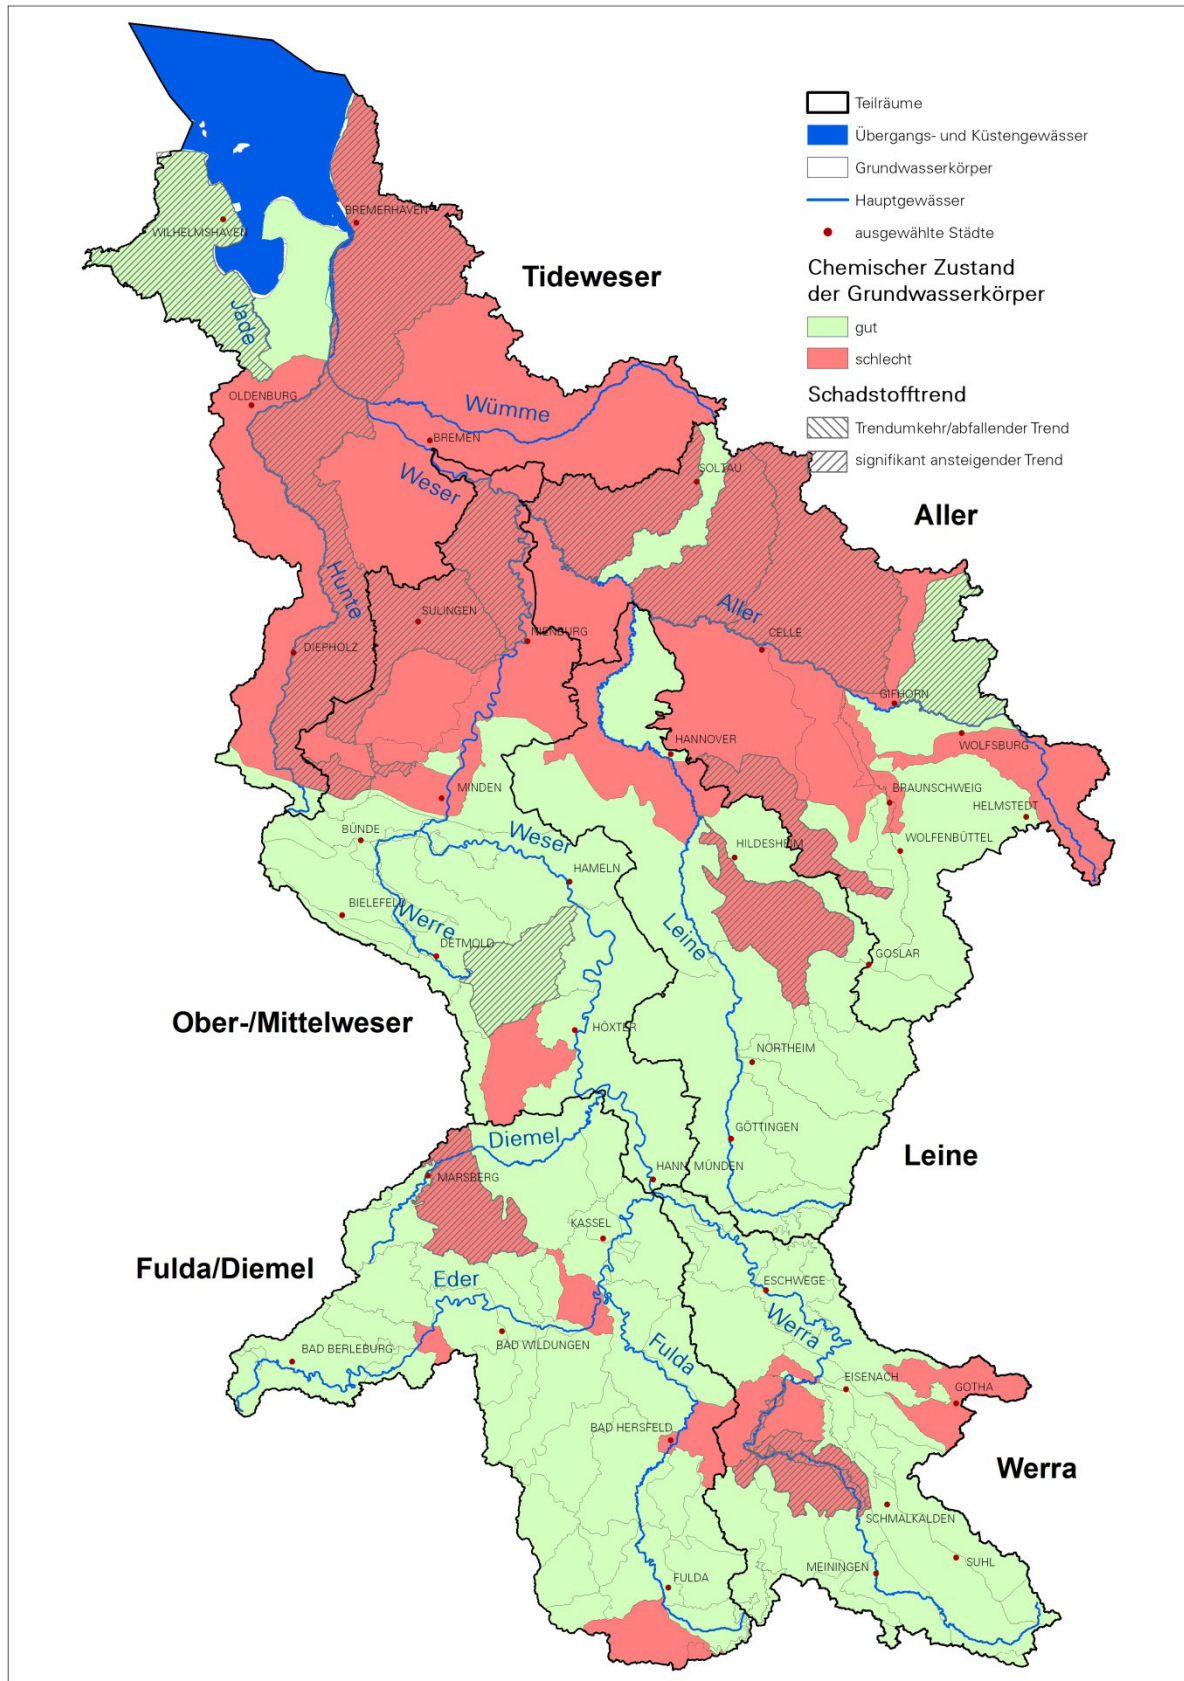 Teilräume
Übergangs- und Küstengewässer
Grundwasserkörper
Hauptgewässer
ausgewählte Städte
Chemischer Zustand
der Grundwasserkörper
gut
schlecht
Schadstofftrend
Trendumkehr/abfallender Trend
signifikant ansteigender Trend
BREMERHAVEN
WILHELMSHAVEN
Tideweser
Jade
OLDENBURG
Wümme
BREMEN
Weser
SOLTAU
Aller
Hunte
SULINGEN
Aller
NIENBURG
CELLE
DIEPHOLZ
GIFHORN
WOLFSBURG
HANNOVER
MINDEN
BRAUNSCHWEIG
HELMSTEDT
BÜNDE
Weser
HILDESHEIM
WOLFENBÜTTEL
HAMELN
BIELEFELD
Werre
Leine
DETMOLD
GOSLAR
Ober-/Mittelweser
HÖXTER
NORTHEIM
Diemel
GÖTTINGEN
Leine
MARSBERG
HANN. MÜNDEN
KASSEL
Fulda/Diemel
Eder
ESCHWEGE
Werra
BAD BERLEBURG
BAD WILDUNGEN
Fulda
EISENACH
GOTHA
BAD HERSFELD
Werra
SCHMALKALDEN
SUHL
MEININGEN
FULDA